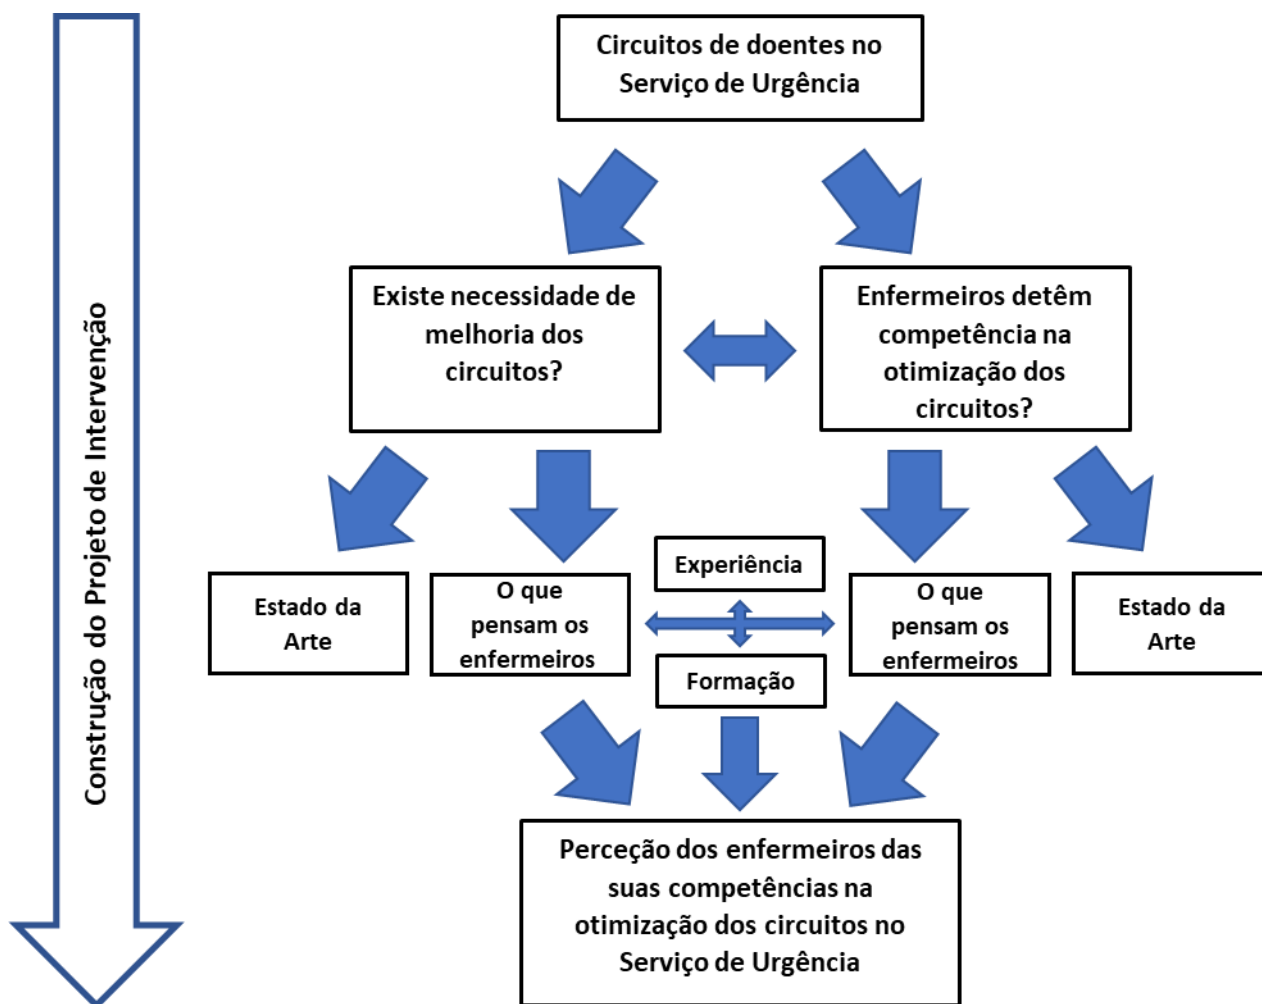 Construção do Projeto de Intervenção
Circuitos de doentes no
Serviço de Urgência
Existe necessidade de
melhoria dos
circuitos?
Enfermeiros detêm
competência na
otimização dos
circuitos?
Estado da
Arte
O que
pensam os
enfermeiros
Experiência
Formação
O que
pensam os
enfermeiros
Estado da
Arte
Perceção dos enfermeiros das
suas competências na
otimização dos circuitos no
Serviço de Urgência